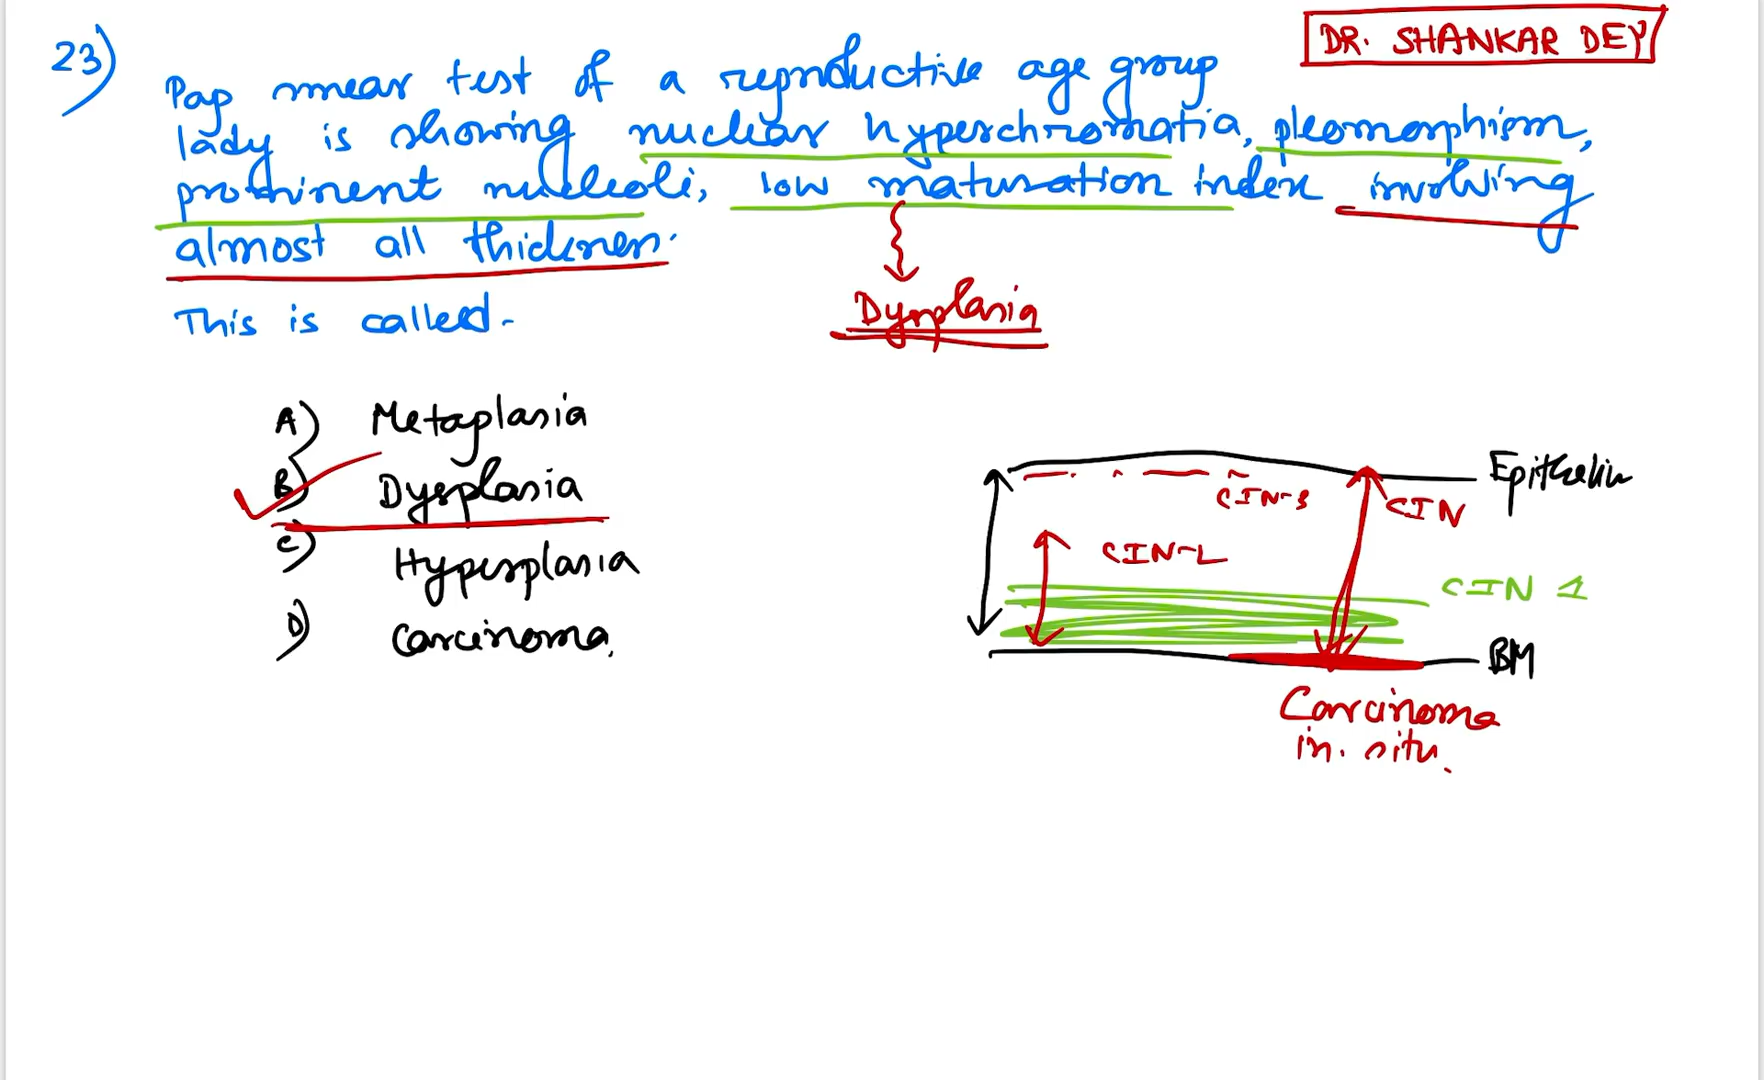 DR. SHANKAR DEY
23)
Pap smear test of a reproductive age group
lady is showing nuclear hyperchromatia, pleomorphism,
prominent nucleoli, low maturation index involving
almost all thickness.
This is called-
Dysplasia
A) Metaplasia
B) Dysplasia
C) Hyperplasia
D) Carcinoma.
Epithelium
CIN-3
CIN
CIN-L
CIN 1
BM
Carcinoma
in. situ.